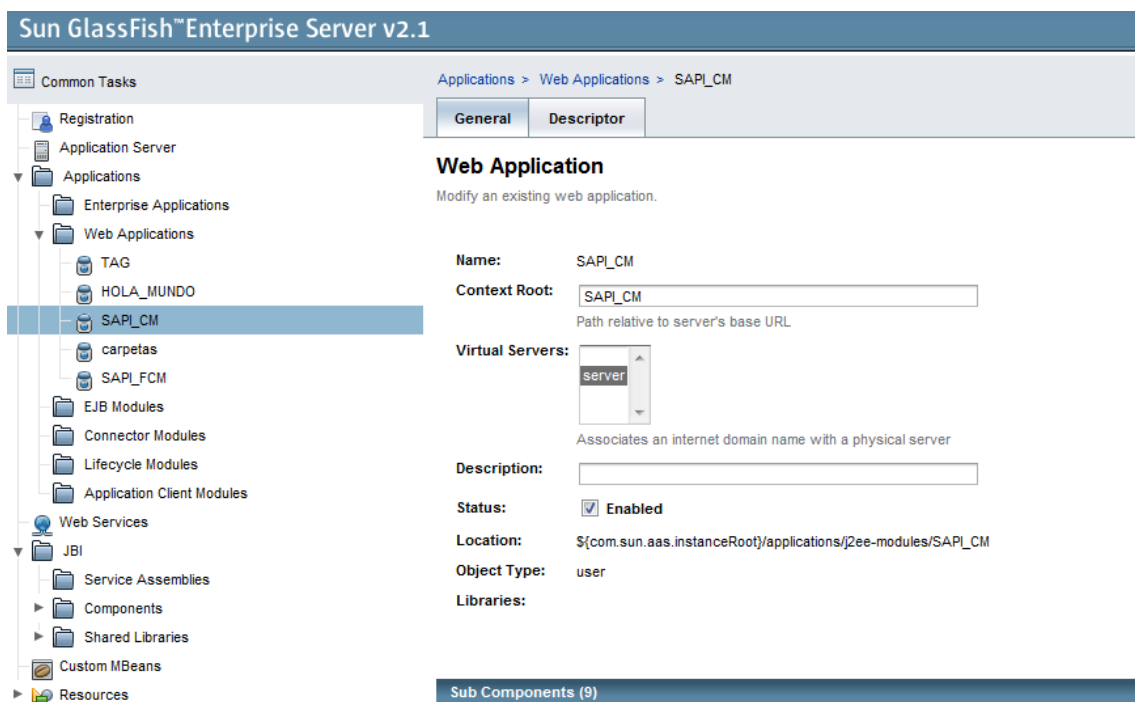 Sun GlassFish™ Enterprise Server v2.1
Common Tasks
Registration
Application Server
Applications
Enterprise Applications
Web Applications
TAG
HOLA_MUNDO
SAPI_CM
carpetas
SAPI_FCM
EJB Modules
Connector Modules
Lifecycle Modules
Application Client Modules
Web Services
JBI
Service Assemblies
Components
Shared Libraries
Custom MBeans
Resources
Applications > Web Applications > SAPI_CM
General Descriptor
Web Application
Modify an existing web application.
Name: SAPI_CM
Context Root: SAPI_CM
Path relative to server's base URL
Virtual Servers: server
Associates an internet domain name with a physical server
Description:
Status: Enabled
Location: ${com.sun.aas.instanceRoot}/applications/j2ee-modules/SAPI_CM
Object Type: user
Libraries:
Sub Components (9)